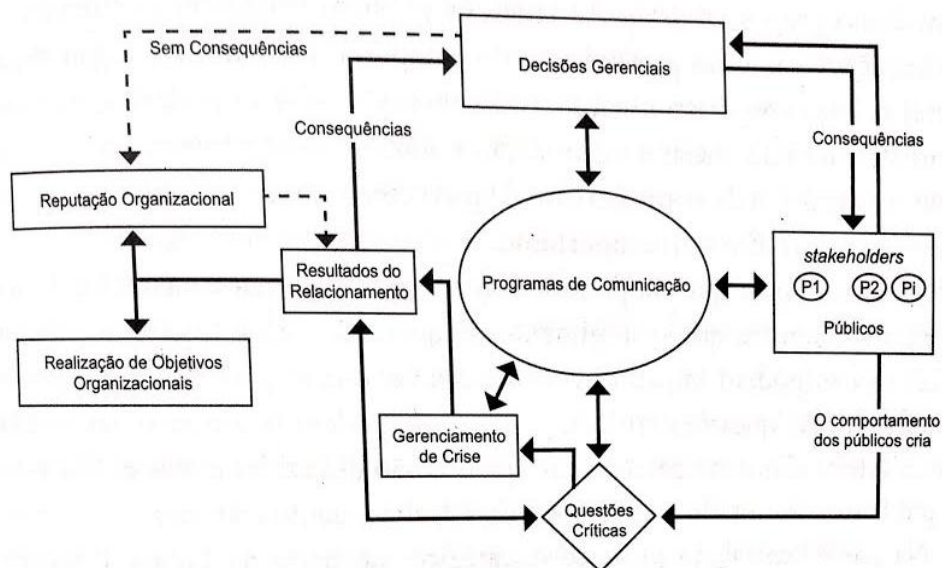 Sem Consequências
Decisões Gerenciais
Consequências
Consequências
Reputação Organizacional
Resultados do
Relacionamento
Programas de Comunicação
stakeholders
P1 P2 Pi
Públicos
Realização de Objetivos
Organizacionais
Gerenciamento
de Crise
O comportamento
dos públicos cria
Questões
Críticas